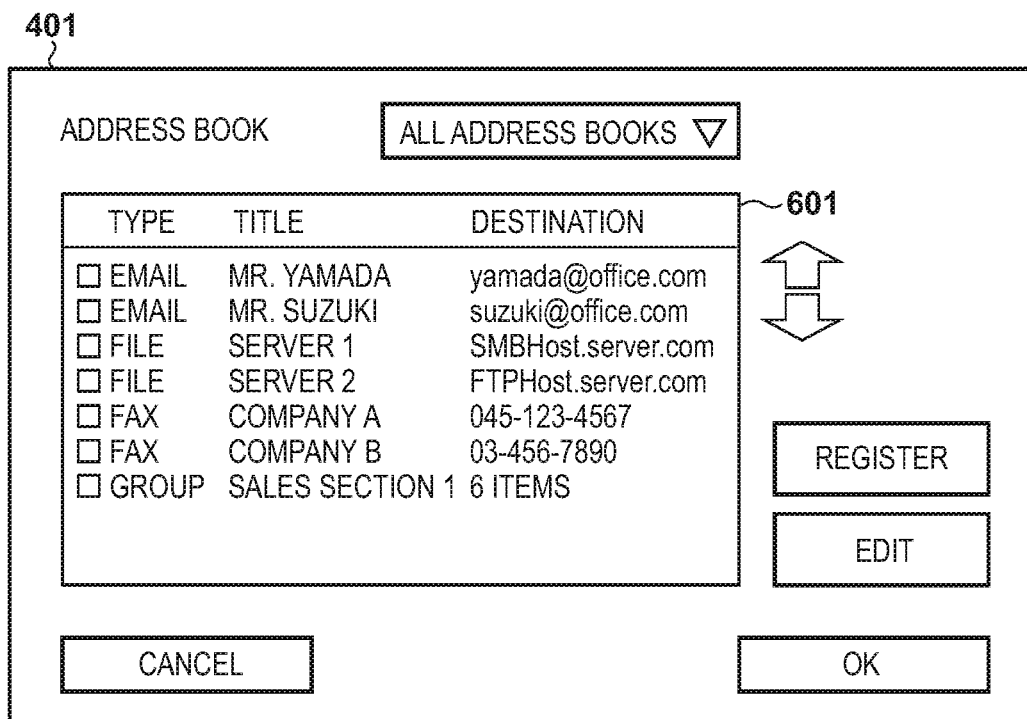 401
ADDRESS BOOK ALL ADDRESS BOOKS
601
TYPE TITLE DESTINATION
EMAIL MR. YAMADA yamada@office.com
EMAIL MR. SUZUKI suzuki@office.com
FILE SERVER 1 SMBHost.server.com
FILE SERVER 2 FTPHost.server.com
FAX COMPANY A 045-123-4567
FAX COMPANY B 03-456-7890
GROUP SALES SECTION 1 6 ITEMS
REGISTER
EDIT
CANCEL OK